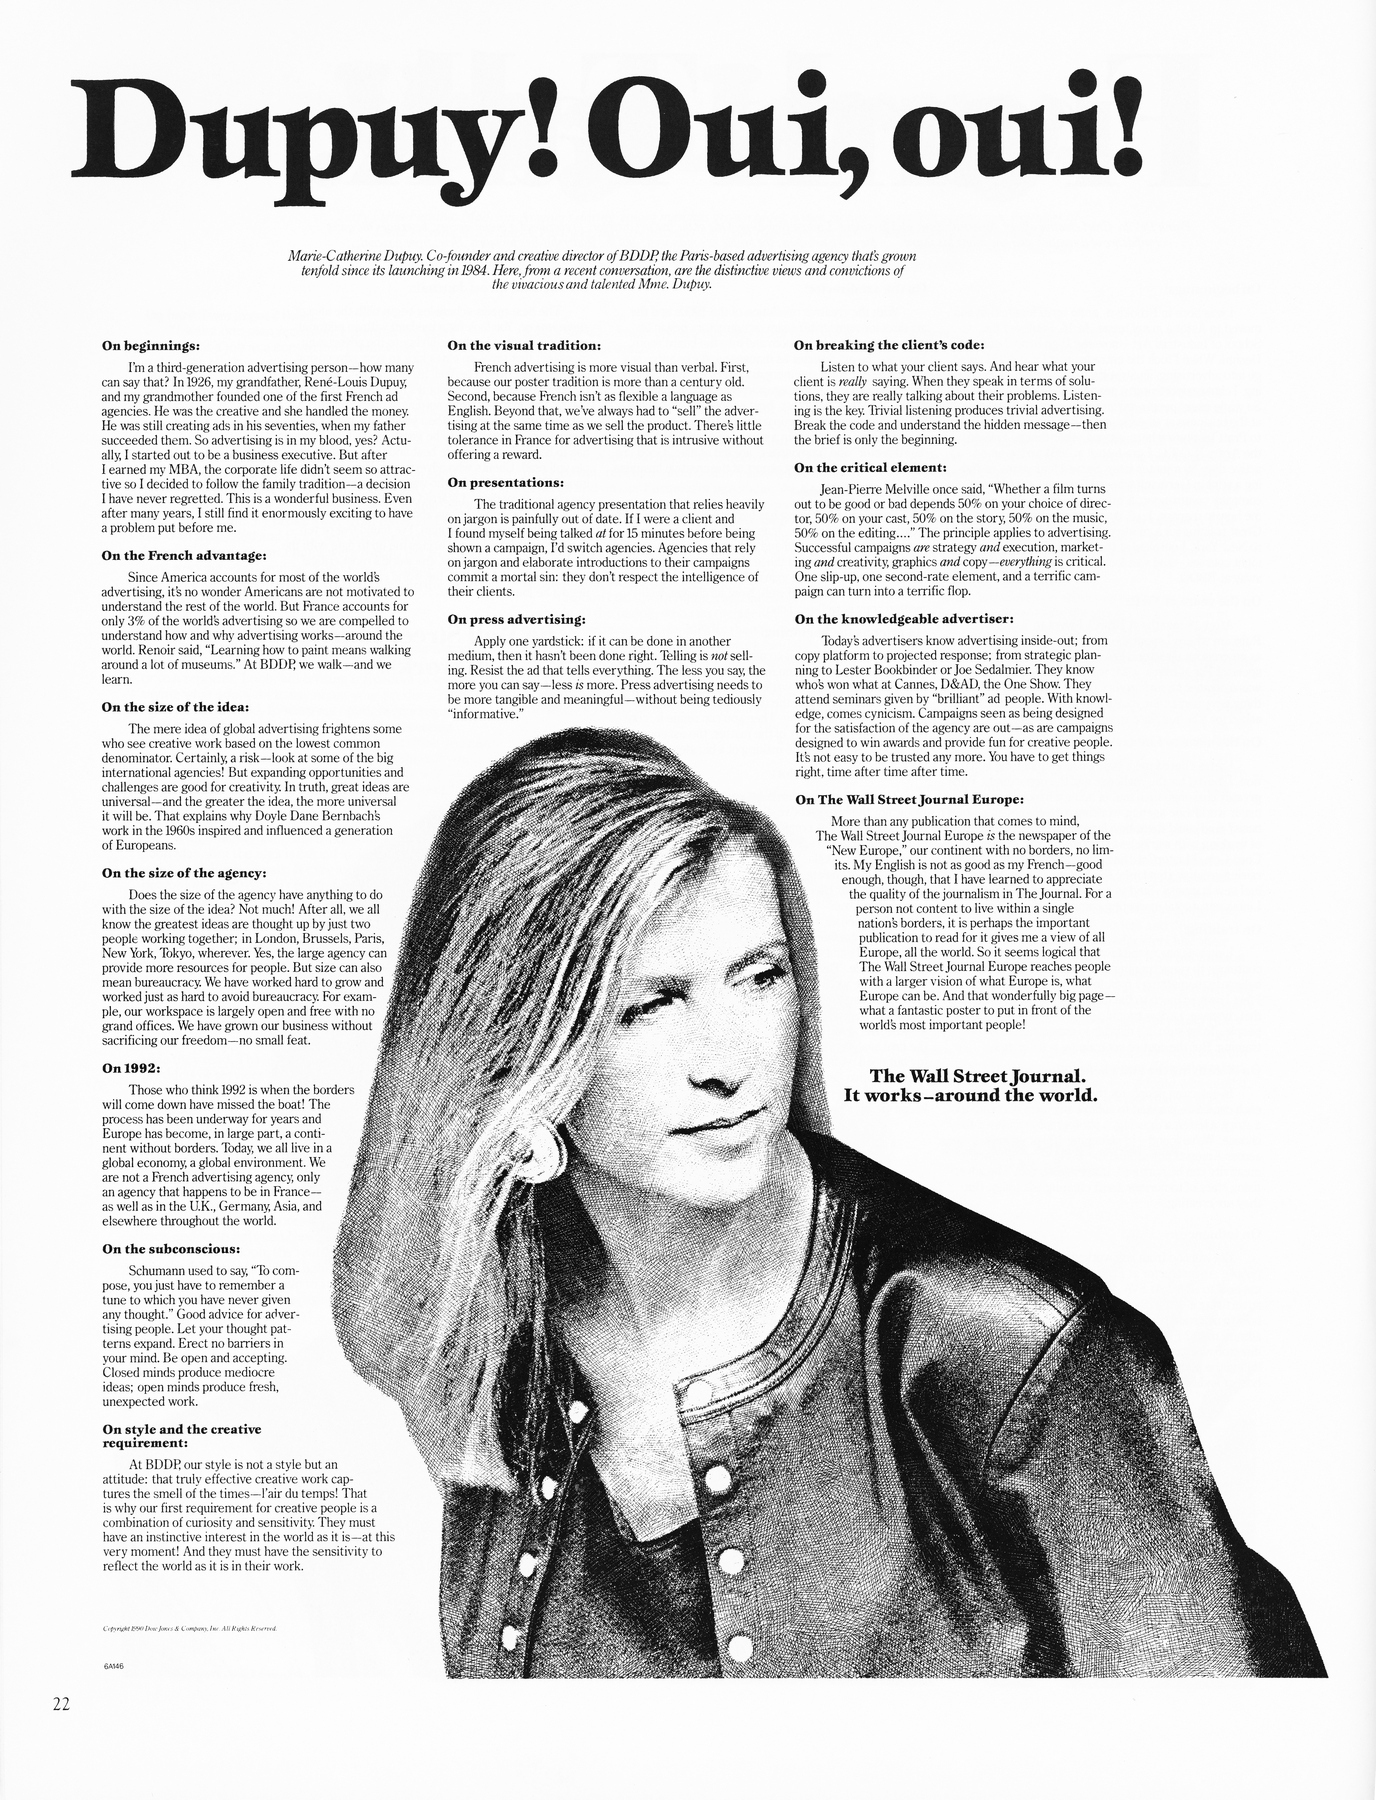 Dupuy! Oui, oui!
Marie-Catherine Dupuy. Co-founder and creative director of BDDP, the Paris-based advertising agency that's grown
tenfold since its launching in 1984. Here, from a recent conversation, are the distinctive views and convictions of
the vivacious and talented Mme. Dupuy.
On beginnings:
I'm a third-generation advertising person—how many
can say that? In 1926, my grandfather, René-Louis Dupuy,
and my grandmother founded one of the first French ad
agencies. He was the creative and she handled the money.
He was still creating ads in his seventies, when my father
succeeded them. So advertising is in my blood, yes? Actu-
ally, I started out to be a business executive. But after
I earned my MBA, the corporate life didn't seem so attrac-
tive so I decided to follow the family tradition—a decision
I have never regretted. This is a wonderful business. Even
after many years, I still find it enormously exciting to have
a problem put before me.
On the French advantage:
Since America accounts for most of the world's
advertising, it's no wonder Americans are not motivated to
understand the rest of the world. But France accounts for
only 3% of the world's advertising so we are compelled to
understand how and why advertising works—around the
world. Renoir said, “Learning how to paint means walking
around a lot of museums.” At BDDP, we walk—and we
learn.
On the size of the idea:
The mere idea of global advertising frightens some
who see creative work based on the lowest common
denominator. Certainly, a risk—look at some of the big
international agencies! But expanding opportunities and
challenges are good for creativity. In truth, great ideas are
universal—and the greater the idea, the more universal
it will be. That explains why Doyle Dane Bernbach's
work in the 1960s inspired and influenced a generation
of Europeans.
On the size of the agency:
Does the size of the agency have anything to do
with the size of the idea? Not much! After all, we all
know the greatest ideas are thought up by just two
people working together; in London, Brussels, Paris,
New York, Tokyo, wherever. Yes, the large agency can
provide more resources for people. But size can also
mean bureaucracy. We have worked hard to grow and
worked just as hard to avoid bureaucracy. For exam-
ple, our workspace is largely open and free with no
grand offices. We have grown our business without
sacrificing our freedom—no small feat.
On 1992:
Those who think 1992 is when the borders
will come down have missed the boat! The
process has been underway for years and
Europe has become, in large part, a conti-
nent without borders. Today, we all live in a
global economy, a global environment. We
are not a French advertising agency, only
an agency that happens to be in France—
as well as in the U.K., Germany, Asia, and
elsewhere throughout the world.
On the subconscious:
Schumann used to say, “To com-
pose, you just have to remember a
tune to which you have never given
any thought.” Good advice for adver-
tising people. Let your thought pat-
terns expand. Erect no barriers in
your mind. Be open and accepting.
Closed minds produce mediocre
ideas; open minds produce fresh,
unexpected work.
On style and the creative
requirement:
At BDDP, our style is not a style but an
attitude: that truly effective creative work cap-
tures the smell of the times—l'air du temps! That
is why our first requirement for creative people is a
combination of curiosity and sensitivity. They must
have an instinctive interest in the world as it is—at this
very moment! And they must have the sensitivity to
reflect the world as it is in their work.
On the visual tradition:
French advertising is more visual than verbal. First,
because our poster tradition is more than a century old.
Second, because French isn't as flexible a language as
English. Beyond that, we've always had to “sell” the adver-
tising at the same time as we sell the product. There's little
tolerance in France for advertising that is intrusive without
offering a reward.
On presentations:
The traditional agency presentation that relies heavily
on jargon is painfully out of date. If I were a client and
I found myself being talked at for 15 minutes before being
shown a campaign, I'd switch agencies. Agencies that rely
on jargon and elaborate introductions to their campaigns
commit a mortal sin: they don't respect the intelligence of
their clients.
On press advertising:
Apply one yardstick: if it can be done in another
medium, then it hasn't been done right. Telling is not sell-
ing. Resist the ad that tells everything. The less you say, the
more you can say—less is more. Press advertising needs to
be more tangible and meaningful—without being tediously
“informative.”
On breaking the client's code:
Listen to what your client says. And hear what your
client is really saying. When they speak in terms of solu-
tions, they are really talking about their problems. Listen-
ing is the key. Trivial listening produces trivial advertising.
Break the code and understand the hidden message—then
the brief is only the beginning.
On the critical element:
Jean-Pierre Melville once said, “Whether a film turns
out to be good or bad depends 50% on your choice of direc-
tor, 50% on your cast, 50% on the story, 50% on the music,
50% on the editing....” The principle applies to advertising.
Successful campaigns are strategy and execution, market-
ing and creativity, graphics and copy—everything is critical.
One slip-up, one second-rate element, and a terrific cam-
paign can turn into a terrific flop.
On the knowledgeable advertiser:
Today's advertisers know advertising inside-out; from
copy platform to projected response; from strategic plan-
ning to Lester Bookbinder or Joe Sedalmier. They know
who's won what at Cannes, D&AD, the One Show. They
attend seminars given by “brilliant” ad people. With knowl-
edge, comes cynicism. Campaigns seen as being designed
for the satisfaction of the agency are out—as are campaigns
designed to win awards and provide fun for creative people.
It's not easy to be trusted any more. You have to get things
right, time after time after time.
On The Wall Street Journal Europe:
More than any publication that comes to mind,
The Wall Street Journal Europe is the newspaper of the
“New Europe,” our continent with no borders, no lim-
its. My English is not as good as my French—good
enough, though, that I have learned to appreciate
the quality of the journalism in The Journal. For a
person not content to live within a single
nation's borders, it is perhaps the important
publication to read for it gives me a view of all
Europe, all the world. So it seems logical that
The Wall Street Journal Europe reaches people
with a larger vision of what Europe is, what
Europe can be. And that wonderfully big page—
what a fantastic poster to put in front of the
world's most important people!
The Wall Street Journal.
It works—around the world.
Copyright 1990 Dow Jones & Company, Inc. All Rights Reserved.
6A146
22